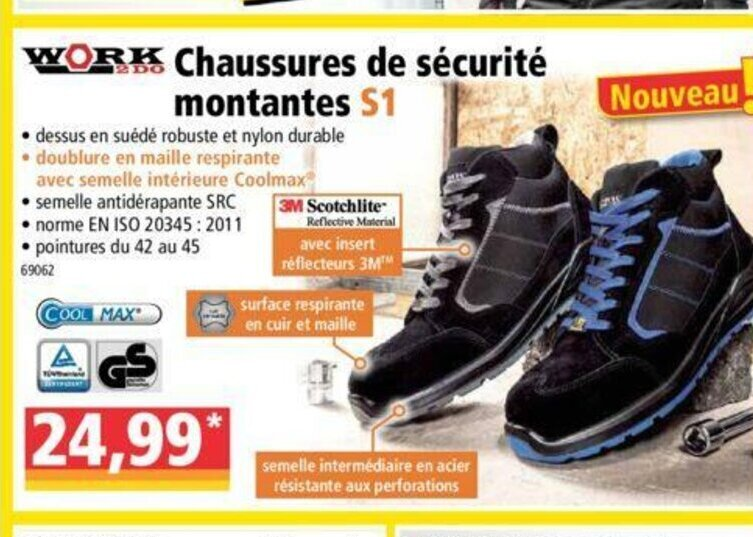 WORK
2 DO
Chaussures de sécurité
montantes S1
Nouveau !
• dessus en suédé robuste et nylon durable
• doublure en maille respirante
avec semelle intérieure Coolmax®
• semelle antidérapante SRC
• norme EN ISO 20345 : 2011
• pointures du 42 au 45
69062
3M Scotchlite™
Reflective Material
avec insert
réflecteurs 3M™
COOL MAX®
surface respirante
en cuir et maille
TÜVRheinland
GS
24,99*
semelle intermédiaire en acier
résistante aux perforations